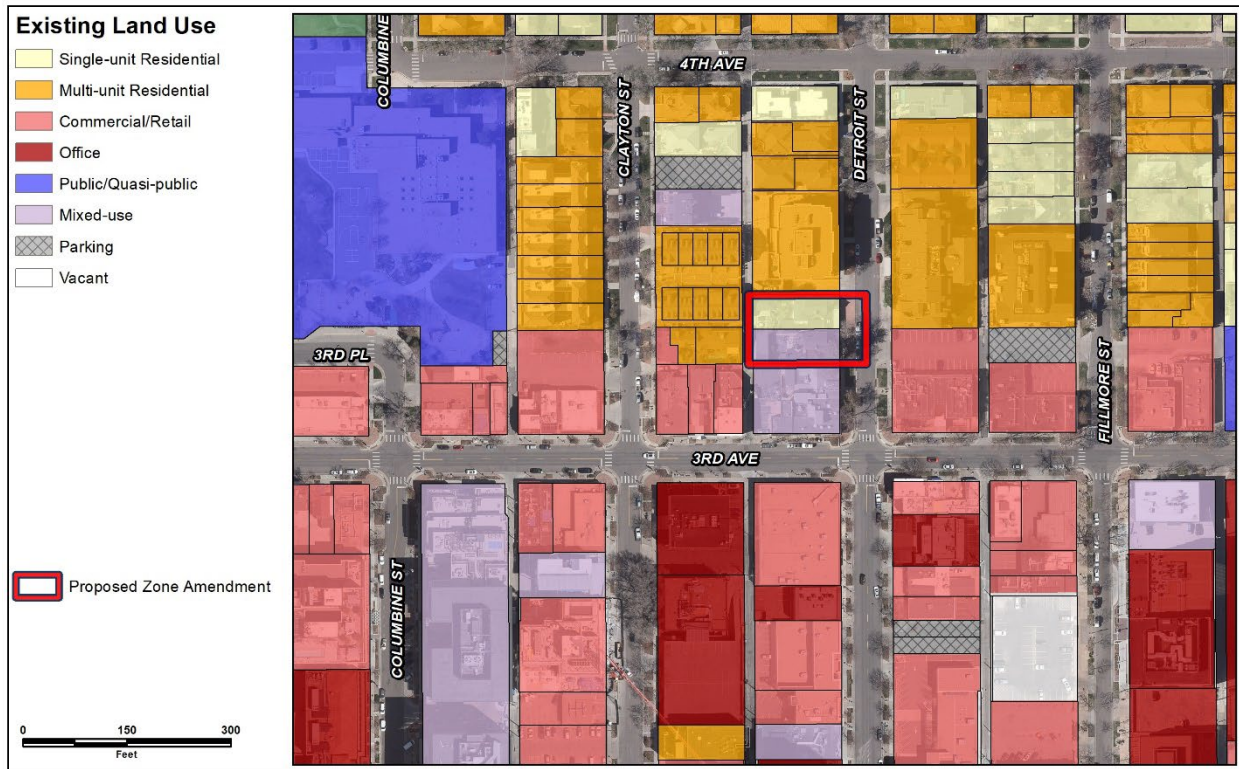 Existing Land Use
Single-unit Residential
Multi-unit Residential
Commercial/Retail
Office
Public/Quasi-public
Mixed-use
Parking
Vacant
Proposed Zone Amendment
0 150 300
Feet
COLUMBINE
4TH AVE
CLAYTON ST
DETROIT ST
3RD PL
FILLMORE ST
3RD AVE
COLUMBINE ST